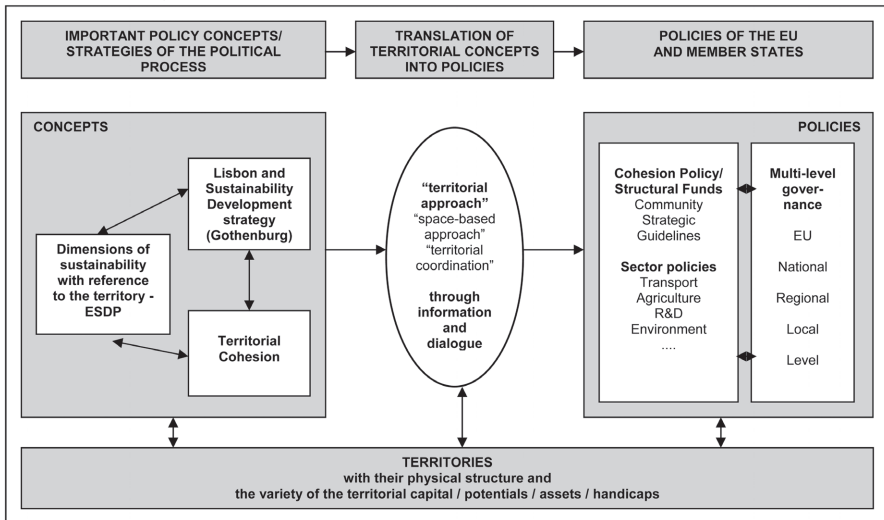 IMPORTANT POLICY CONCEPTS/
STRATEGIES OF THE POLITICAL
PROCESS
TRANSLATION OF
TERRITORIAL CONCEPTS
INTO POLICIES
POLICIES OF THE EU
AND MEMBER STATES
CONCEPTS
Lisbon and
Sustainability
Development
strategy
(Gothenburg)
Dimensions of
sustainability
with reference
to the territory -
ESDP
Territorial
Cohesion
“territorial
approach”
“space-based
approach”
“territorial
coordination”
through
information
and
dialogue
POLICIES
Cohesion Policy/
Structural Funds
Community
Strategic
Guidelines
Sector policies
Transport
Agriculture
R&D
Environment
....
Multi-level
gover-
nance
EU
National
Regional
Local
Level
TERRITORIES
with their physical structure and
the variety of the territorial capital / potentials / assets / handicaps